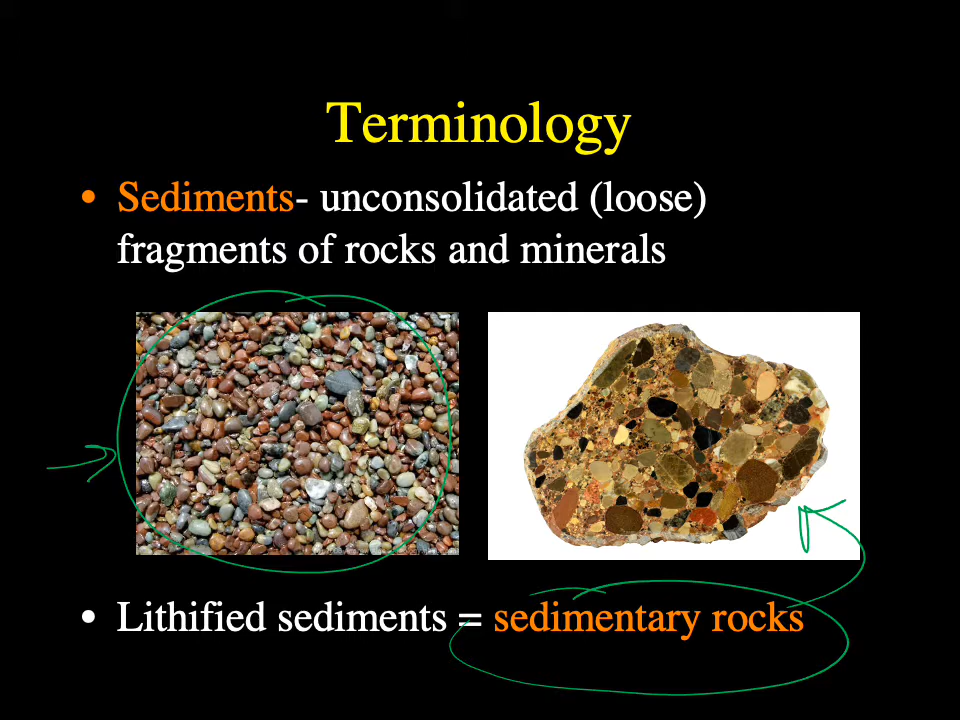 Terminology
• Sediments- unconsolidated (loose)
fragments of rocks and minerals
• Lithified sediments = sedimentary rocks